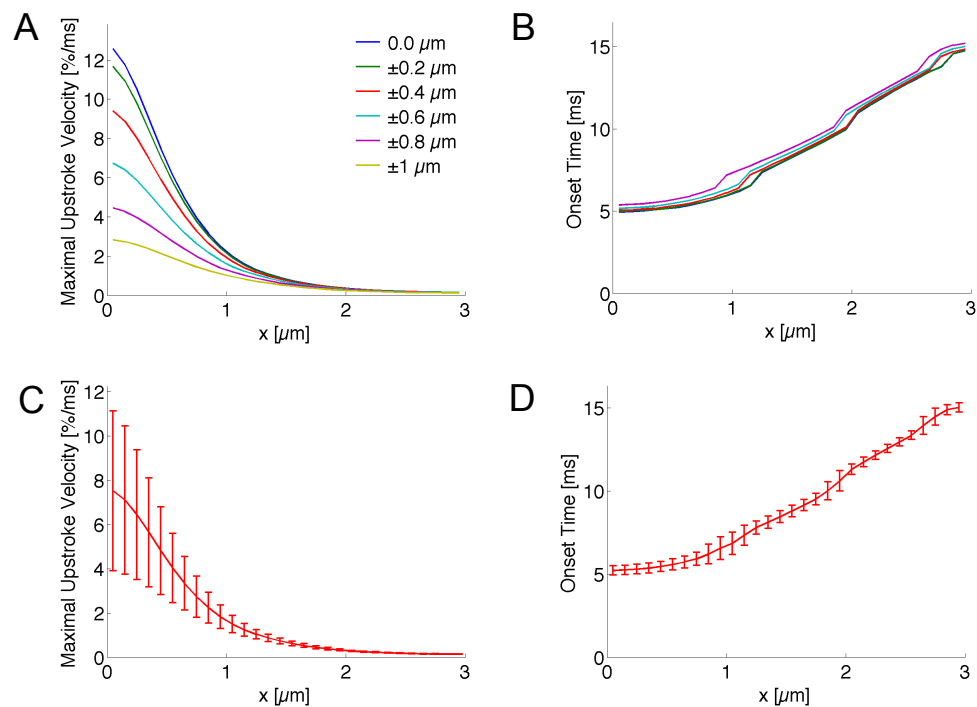 A
Maximal Upstroke Velocity [%/ms]
12
10
8
6
4
2
0
0 1 2 3
x [µm]
0.0 µm
±0.2 µm
±0.4 µm
±0.6 µm
±0.8 µm
±1 µm
B
Onset Time [ms]
15
10
5
0
0 1 2 3
x [µm]
C
Maximal Upstroke Velocity [%/ms]
12
10
8
6
4
2
0
0 1 2 3
x [µm]
D
Onset Time [ms]
15
10
5
0
0 1 2 3
x [µm]